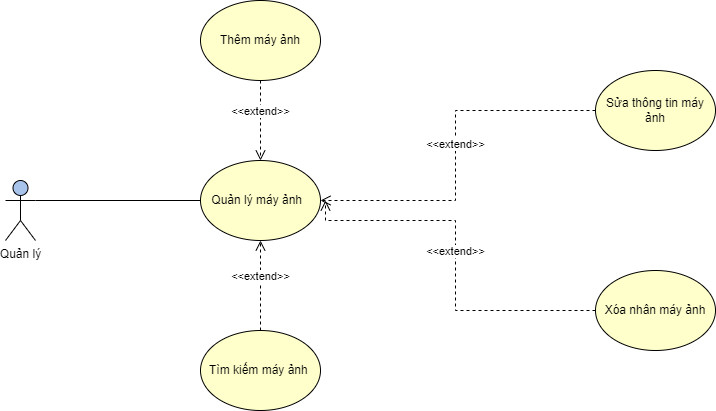 Thêm máy ảnh
<<extend>>
Sửa thông tin máy
ảnh
<<extend>>
Quản lý máy ảnh
Quản lý
<<extend>>
<<extend>>
Xóa nhân máy ảnh
Tìm kiếm máy ảnh